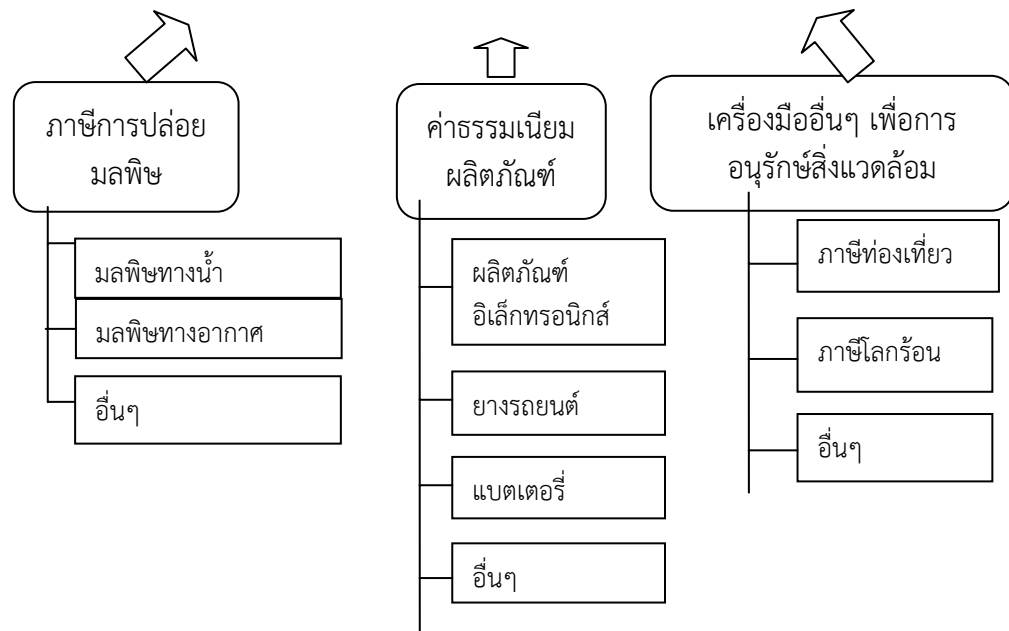 ภาษีการปล่อย
มลพิษ
มลพิษทางน้ำ
มลพิษทางอากาศ
อื่นๆ
ค่าธรรมเนียม
ผลิตภัณฑ์
ผลิตภัณฑ์
อิเล็กทรอนิกส์
ยางรถยนต์
แบตเตอรี่
อื่นๆ
เครื่องมืออื่นๆ เพื่อการ
อนุรักษ์สิ่งแวดล้อม
ภาษีท่องเที่ยว
ภาษีโลกร้อน
อื่นๆ